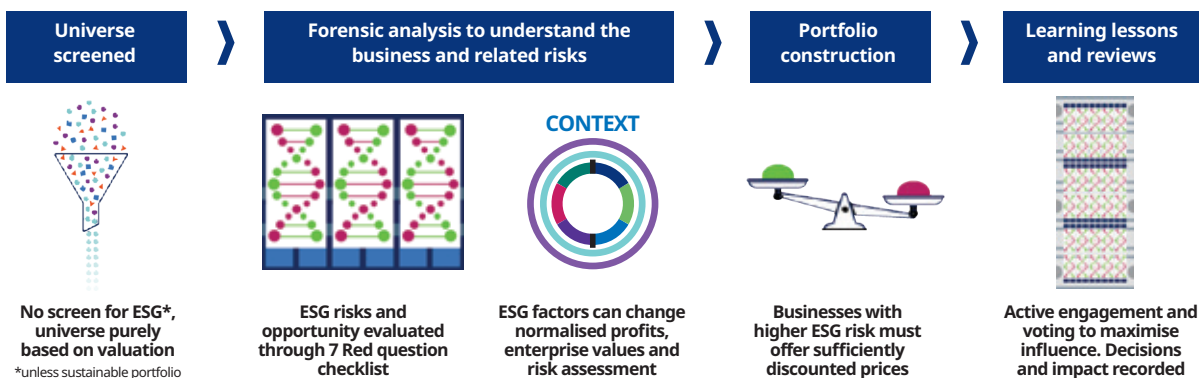 Universe
screened
Forensic analysis to understand the
business and related risks
Portfolio
construction
Learning lessons
and reviews
CONTEXT
No screen for ESG*,
universe purely
based on valuation
*unless sustainable portfolio
ESG risks and
opportunity evaluated
through 7 Red question
checklist
ESG factors can change
normalised profits,
enterprise values and
risk assessment
Businesses with
higher ESG risk must
offer sufficiently
discounted prices
Active engagement and
voting to maximise
influence. Decisions
and impact recorded